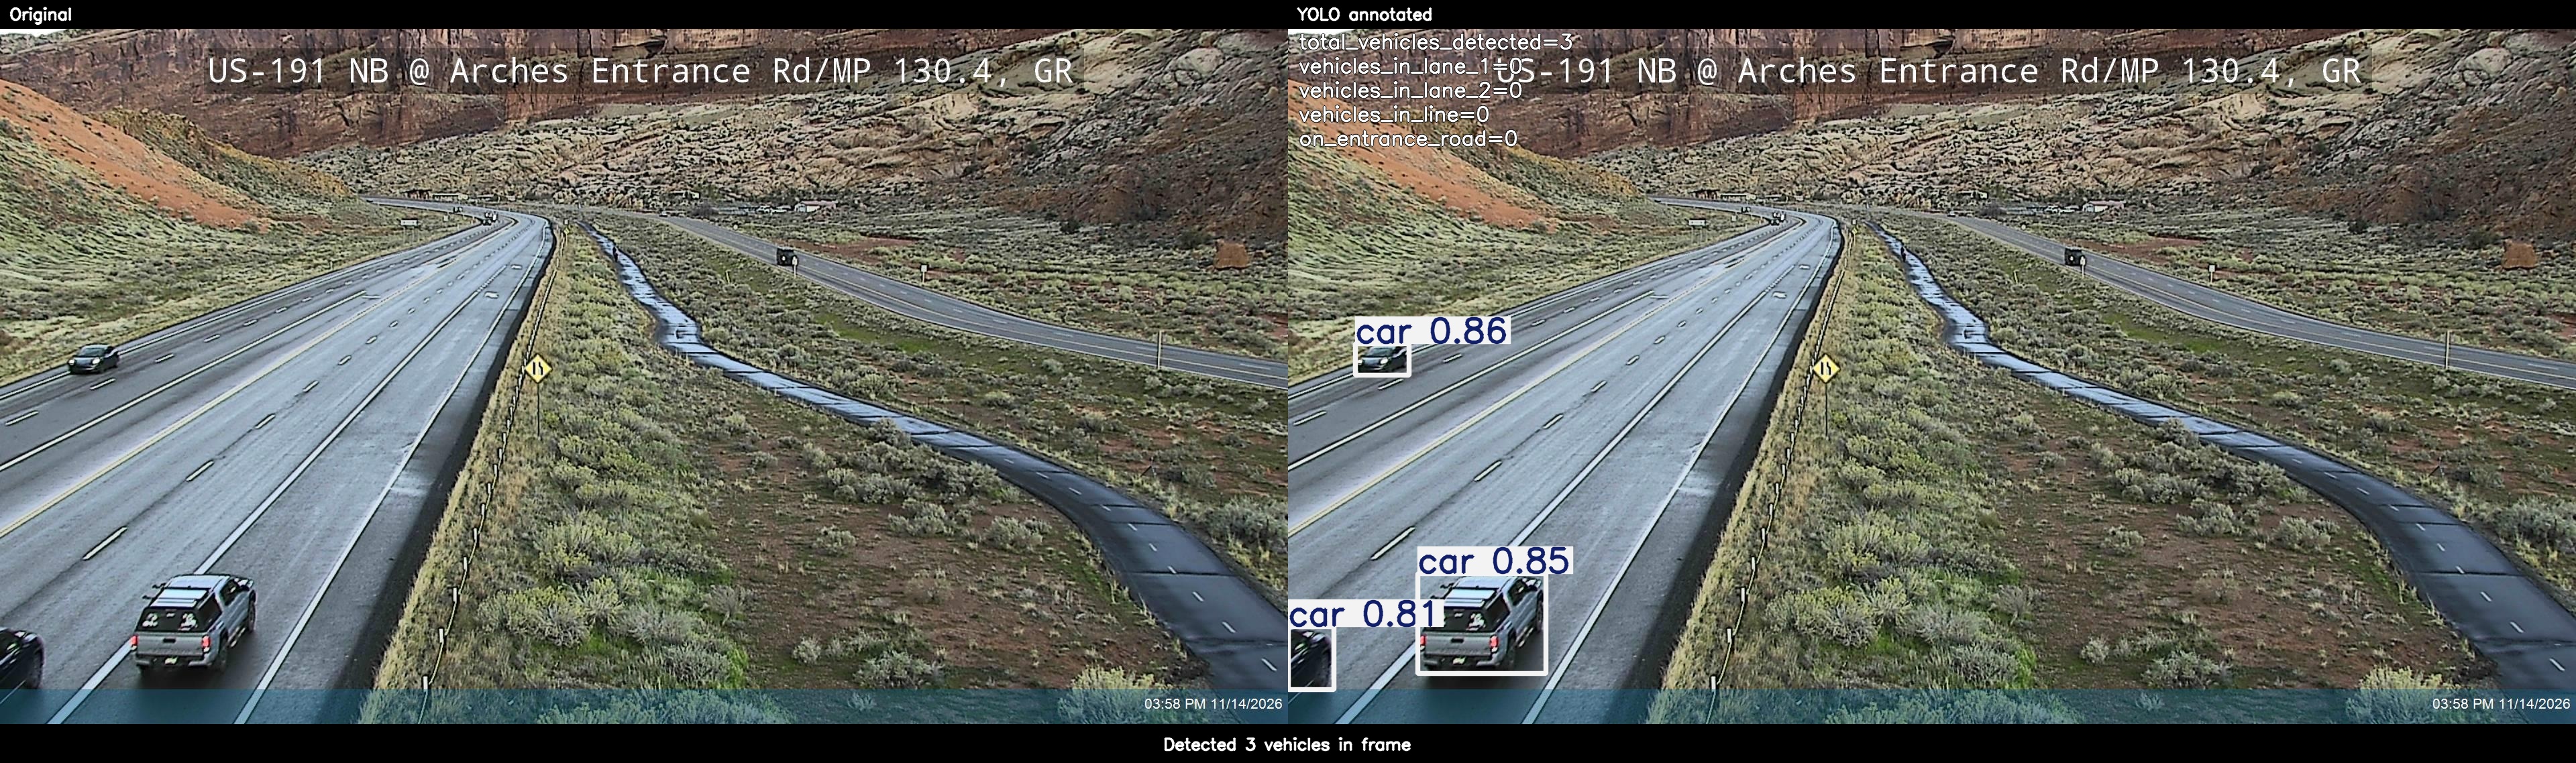 Original
US-191 NB @ Arches Entrance Rd/MP 130.4, GR
03:58 PM 11/14/2026
YOLO annotated
total_vehicles_detected=3
vehicles_in_lane_1=0
US-191 NB @ Arches Entrance Rd/MP 130.4, GR
vehicles_in_lane_2=0
vehicles_in_line=0
on_entrance_road=0
car 0.86
car 0.85
car 0.81
03:58 PM 11/14/2026
Detected 3 vehicles in frame